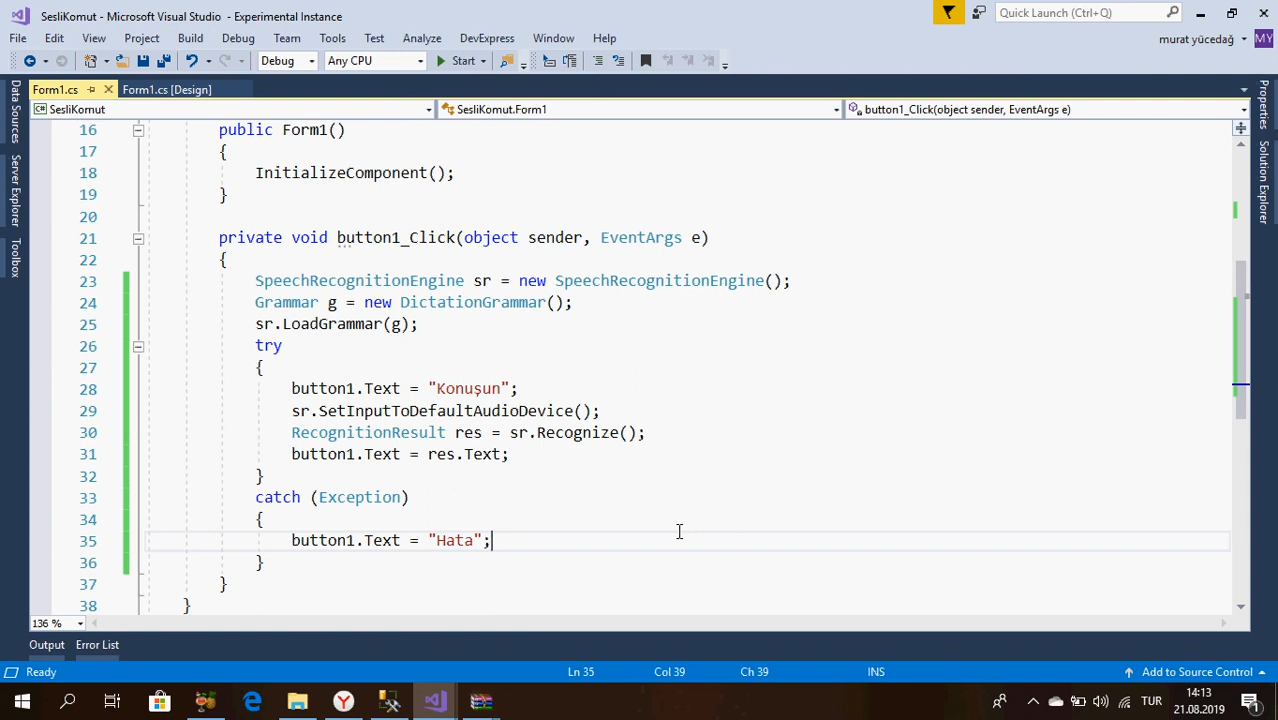 SesliKomut - Microsoft Visual Studio - Experimental Instance
Quick Launch (Ctrl+Q)
File Edit View Project Build Debug Team Tools Test Analyze DevExpress Window Help
murat yücedağ MY
Debug Any CPU Start
Form1.cs Form1.cs [Design]
SesliKomut SesliKomut.Form1 button1_Click(object sender, EventArgs e)
Data Sources
Server Explorer
Toolbox
Properties
Solution Explorer
16 public Form1()
17 {
18 InitializeComponent();
19 }
20
21 private void button1_Click(object sender, EventArgs e)
22 {
23 SpeechRecognitionEngine sr = new SpeechRecognitionEngine();
24 Grammar g = new DictationGrammar();
25 sr.LoadGrammar(g);
26 try
27 {
28 button1.Text = "Konuşun";
29 sr.SetInputToDefaultAudioDevice();
30 RecognitionResult res = sr.Recognize();
31 button1.Text = res.Text;
32 }
33 catch (Exception)
34 {
35 button1.Text = "Hata";
36 }
37 }
38 }
136 %
Output Error List
Ready Ln 35 Col 39 Ch 39 INS Add to Source Control
TUR
14:13
21.08.2019
1